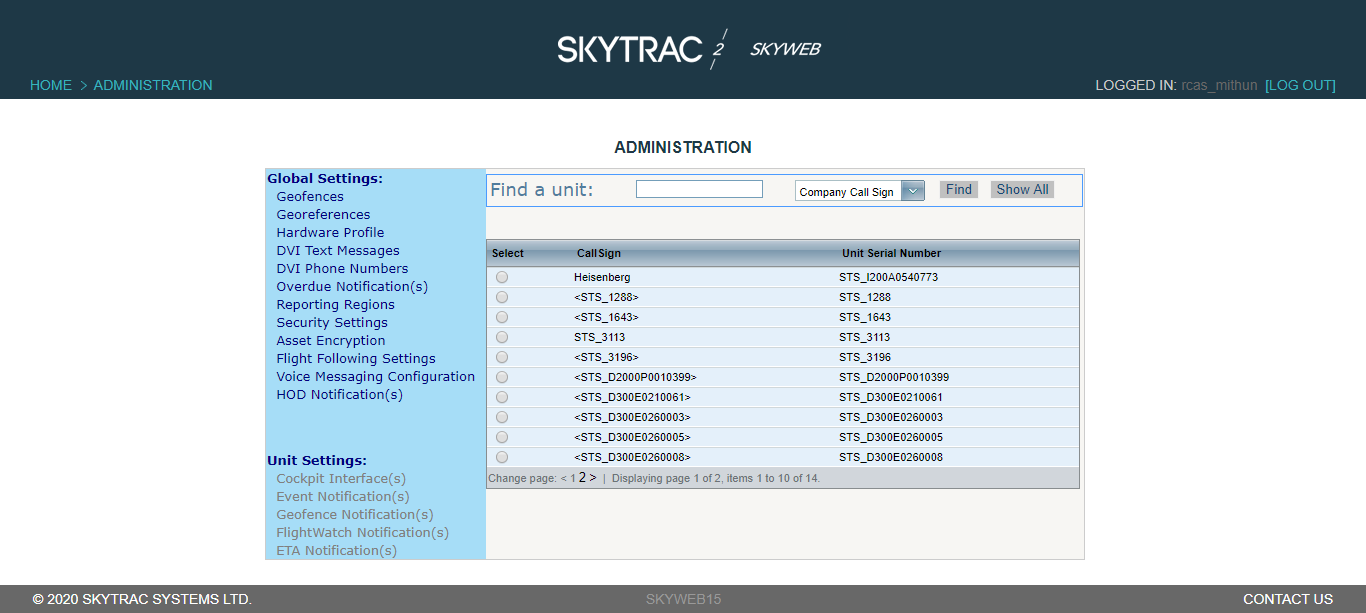 SKYTRAC 2 SKYWEB
HOME > ADMINISTRATION
LOGGED IN: rcas_mithun [LOG OUT]
ADMINISTRATION
Global Settings:
Geofences
Georeferences
Hardware Profile
DVI Text Messages
DVI Phone Numbers
Overdue Notification(s)
Reporting Regions
Security Settings
Asset Encryption
Flight Following Settings
Voice Messaging Configuration
HOD Notification(s)
Unit Settings:
Cockpit Interface(s)
Event Notification(s)
Geofence Notification(s)
FlightWatch Notification(s)
ETA Notification(s)
Find a unit: Company Call Sign Find Show All
Select CallSign Unit Serial Number
Heisenberg STS_I200A0540773
<STS_1288> STS_1288
<STS_1643> STS_1643
STS_3113 STS_3113
<STS_3196> STS_3196
<STS_D2000P0010399> STS_D2000P0010399
<STS_D300E0210061> STS_D300E0210061
<STS_D300E0260003> STS_D300E0260003
<STS_D300E0260005> STS_D300E0260005
<STS_D300E0260008> STS_D300E0260008
Change page: < 1 2 > | Displaying page 1 of 2, items 1 to 10 of 14.
© 2020 SKYTRAC SYSTEMS LTD.
SKYWEB15
CONTACT US